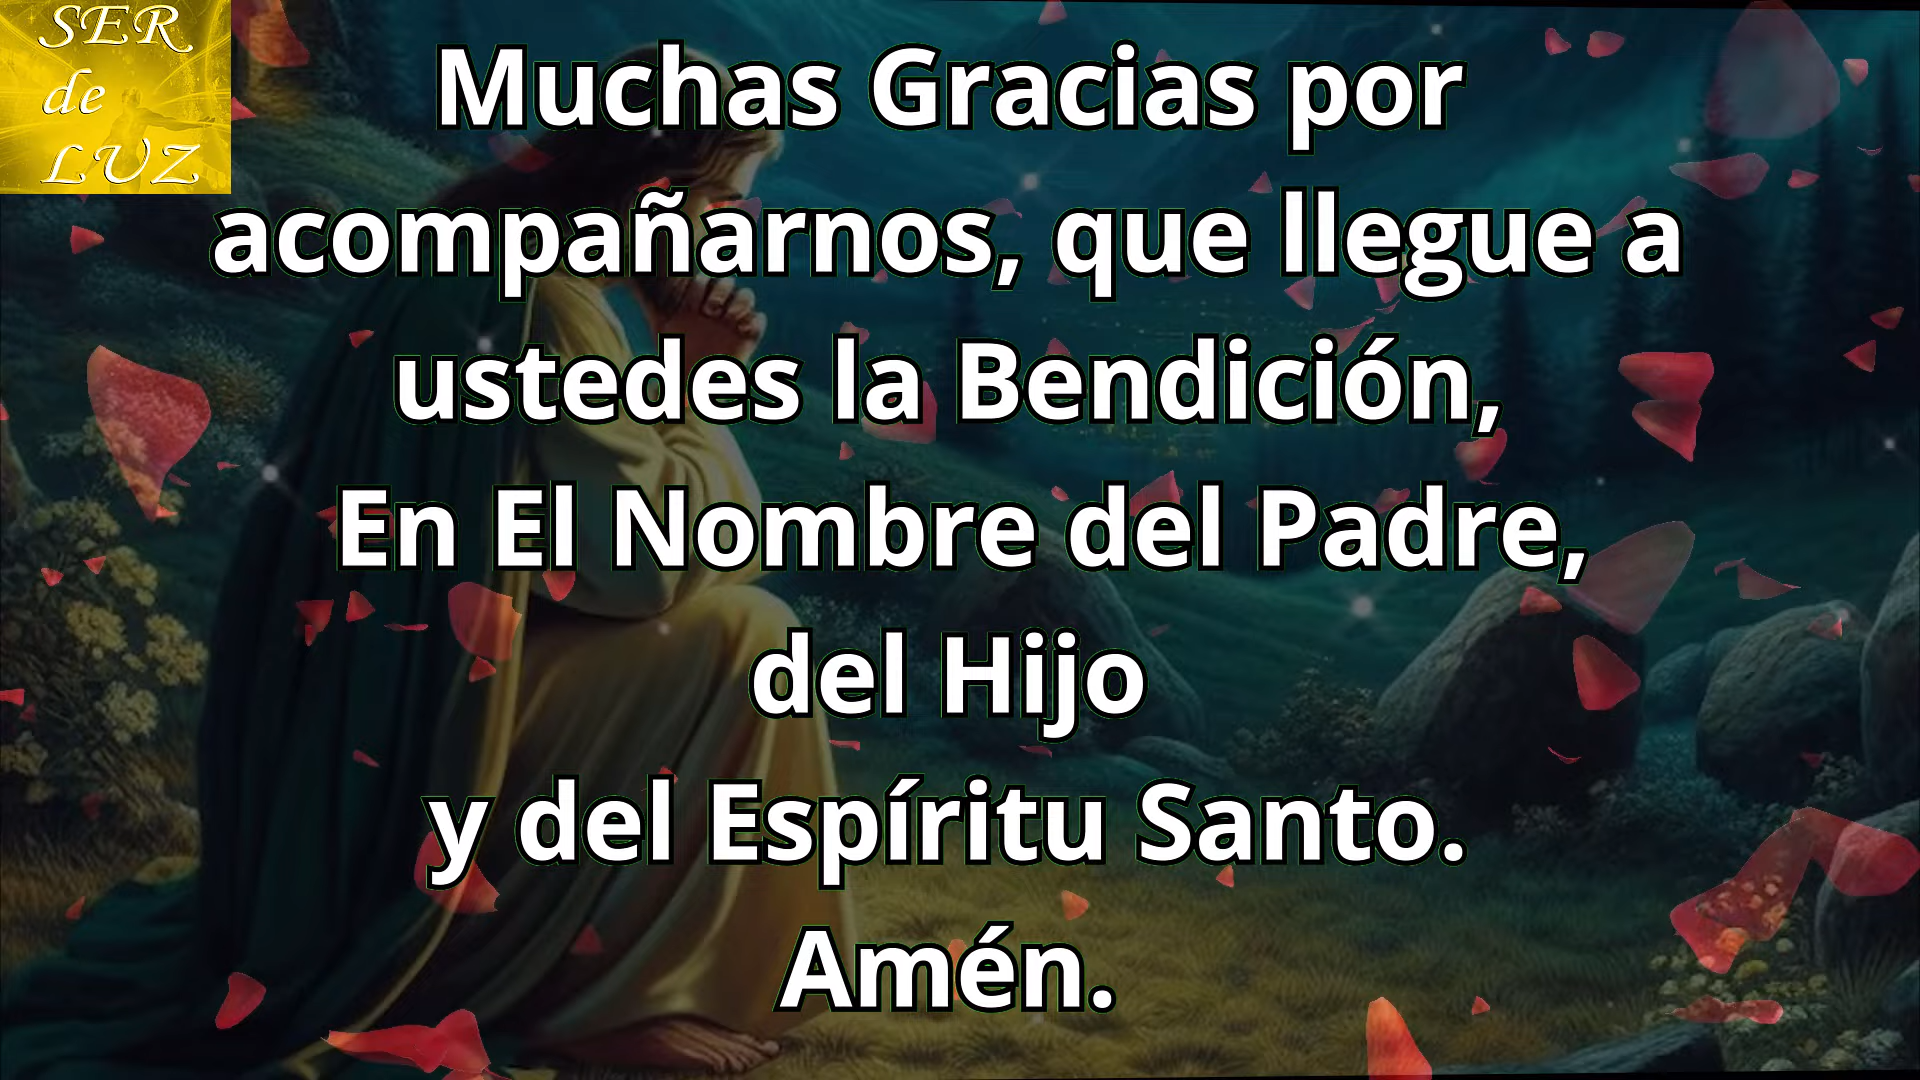 SER
de
LUZ
Muchas Gracias por
acompañarnos, que llegue a
ustedes la Bendición,
En El Nombre del Padre,
del Hijo
y del Espíritu Santo.
Amén.